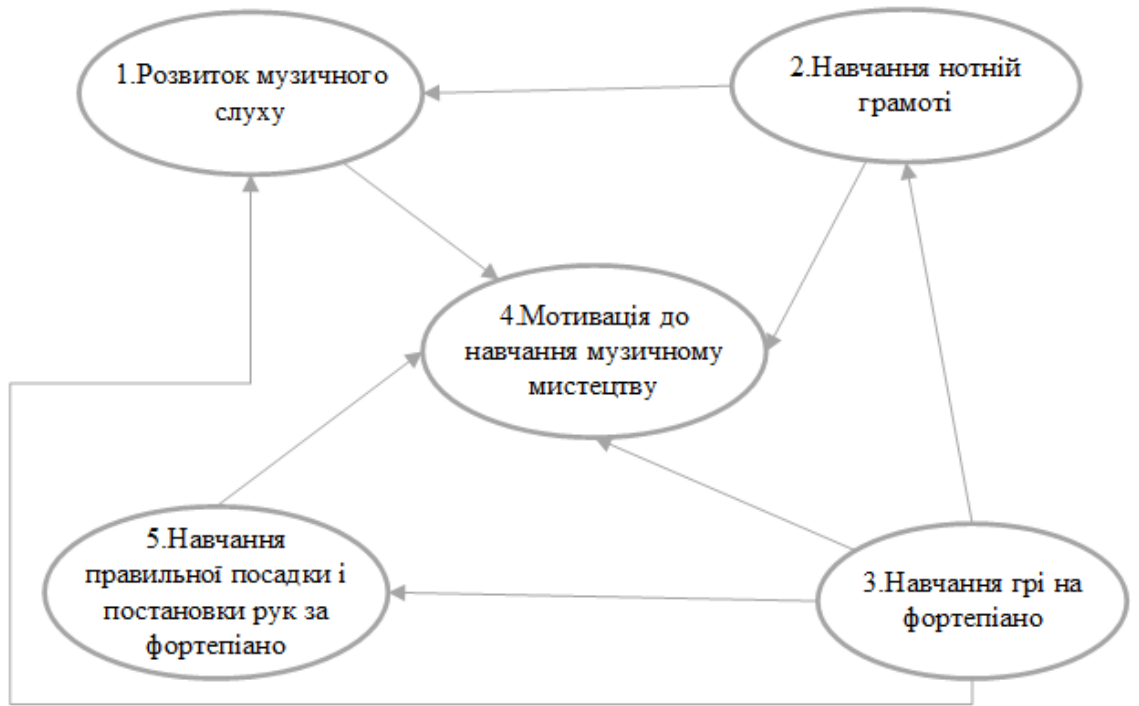 1.Розвиток музичного
слуху
2.Навчання нотній
грамоті
4.Мотивація до
навчання музичному
мистецтву
5.Навчання
правильної посадки і
постановки рук за
фортепіано
3.Навчання грі на
фортепіано